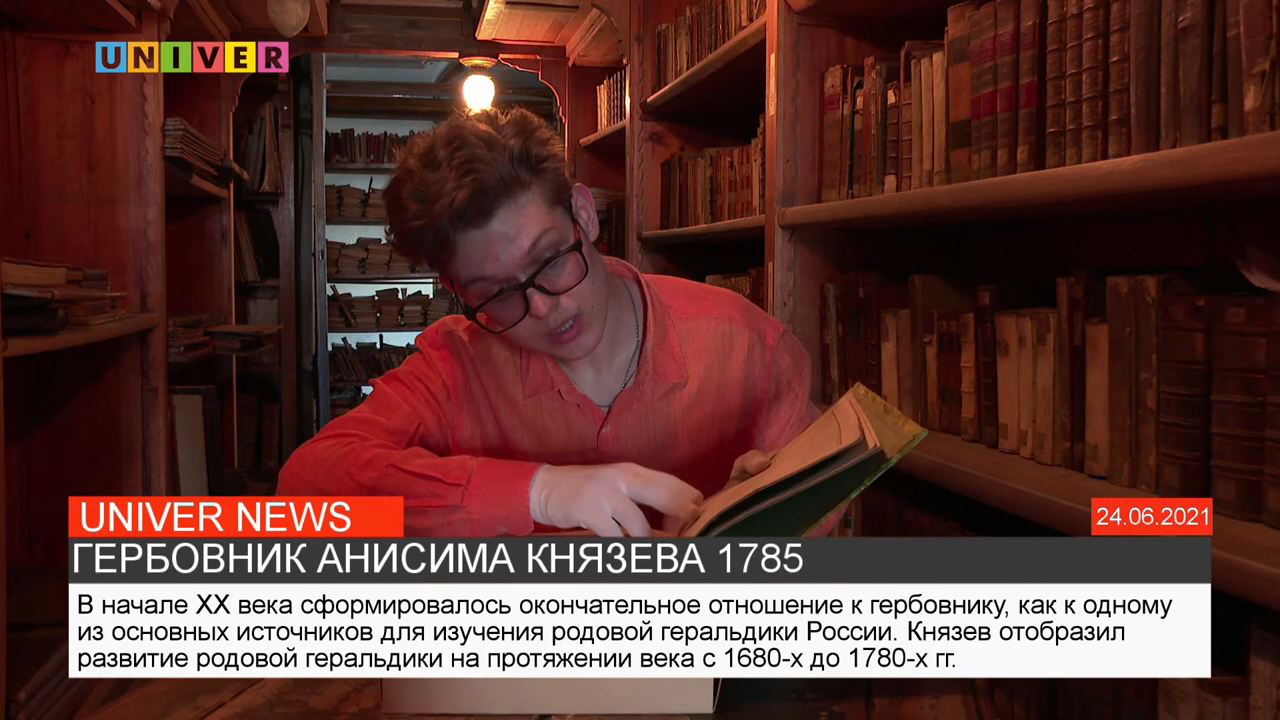 UNIVER
UNIVER NEWS
24.06.2021
ГЕРБОВНИК АНИСИМА КНЯЗЕВА 1785
В начале XX века сформировалось окончательное отношение к гербовнику, как к одному
из основных источников для изучения родовой геральдики России. Князев отобразил
развитие родовой геральдики на протяжении века с 1680-х до 1780-х гг.